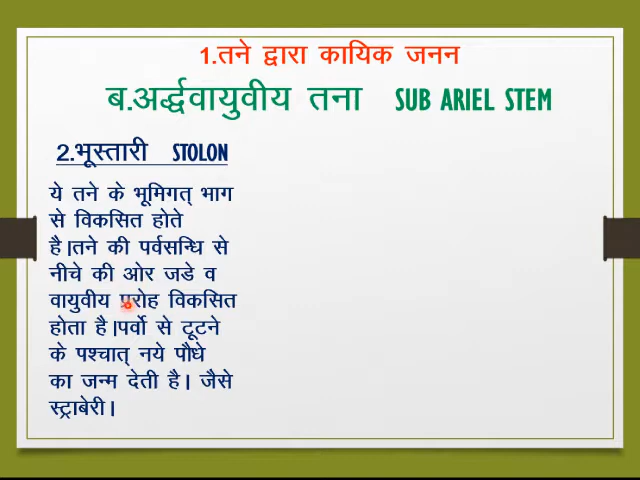 1.तने द्वारा कायिक जनन
ब.अर्द्धवायुवीय तना SUB ARIEL STEM
2.भूस्तारी STOLON
ये तने के भूमिगत् भाग
से विकसित होते
है।तने की पर्वसन्धि से
नीचे की ओर जडे व
वायुवीय प्ररोह विकसित
होता है।पर्वो से टूटने
के पश्चात् नये पौधे
का जन्म देती है। जैसे
स्ट्राबेरी।